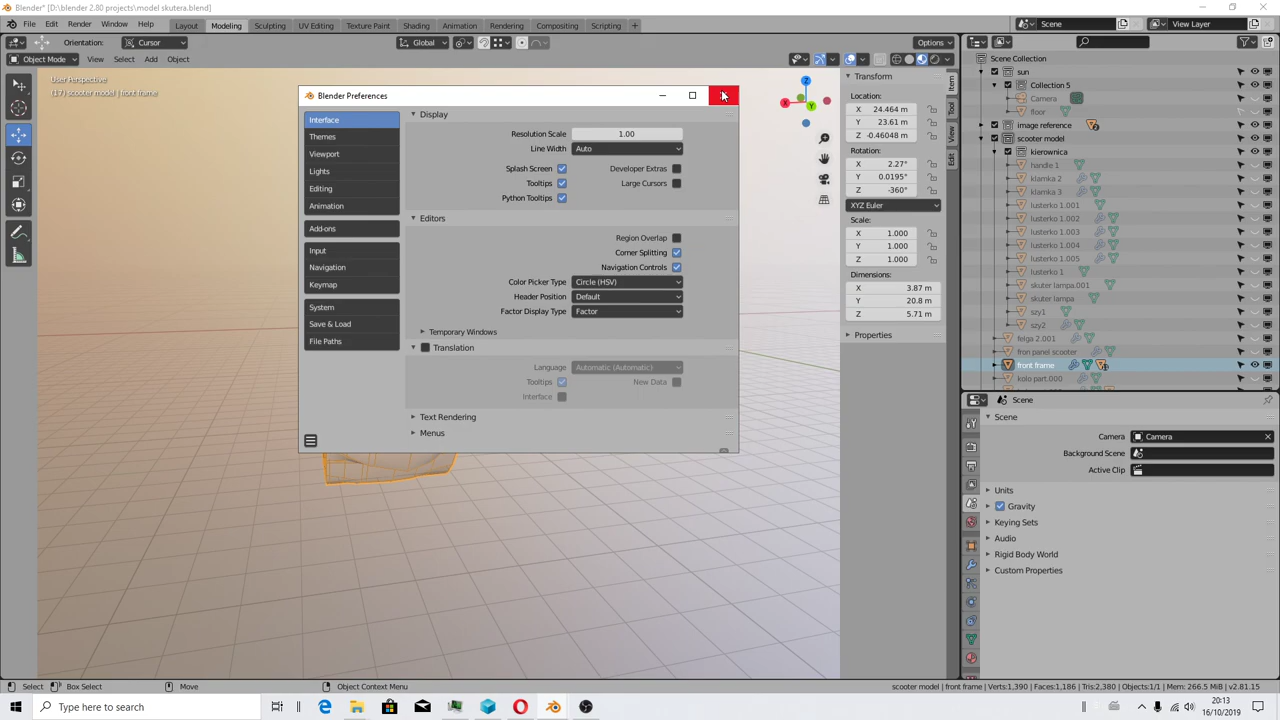 Blender* [D:\blender 2.80 projects\model skutera.blend]
File Edit Render Window Help Layout Modeling Sculpting UV Editing Texture Paint Shading Animation Rendering Compositing Scripting + Scene View Layer
Orientation: Cursor Global Options
Object Mode View Select Add Object
User Perspective
(17) scooter model | front frame
Blender Preferences
Interface
Themes
Viewport
Lights
Editing
Animation
Add-ons
Input
Navigation
Keymap
System
Save & Load
File Paths
Display
Resolution Scale 1.00
Line Width Auto
Splash Screen Developer Extras
Tooltips Large Cursors
Python Tooltips
Editors
Region Overlap
Corner Splitting
Navigation Controls
Color Picker Type Circle (HSV)
Header Position Default
Factor Display Type Factor
Temporary Windows
Translation
Language Automatic (Automatic)
Tooltips New Data
Interface
Text Rendering
Menus
Z
X
Y
Transform
Location:
X 24.464 m
Y 23.61 m
Z -0.46048 m
Rotation:
X 2.27°
Y 0.0195°
Z -360°
XYZ Euler
Scale:
X 1.000
Y 1.000
Z 1.000
Dimensions:
X 3.87 m
Y 20.8 m
Z 5.71 m
Properties
Item
Tool
View
Edit
Scene Collection
sun
Collection 5
Camera
floor
image reference 2
scooter model
kierownica
handle 1
klamka 2
klamka 3
lusterko 1.001
lusterko 1.002
lusterko 1.003
lusterko 1.004
lusterko 1.005
lusterko 1
skuter lampa.001
skuter lampa
szy1
szy2
felga 2.001
fron panel scooter
front frame
kolo part.000
Scene
Scene
Camera Camera
Background Scene
Active Clip
Units
Gravity
Keying Sets
Audio
Rigid Body World
Custom Properties
Select Box Select Move Object Context Menu scooter model | front frame | Verts:1,390 | Faces:1,186 | Tris:2,380 | Objects:1/1 | Mem: 266.5 MiB | v2.81.15
Type here to search
20:13
16/10/2019